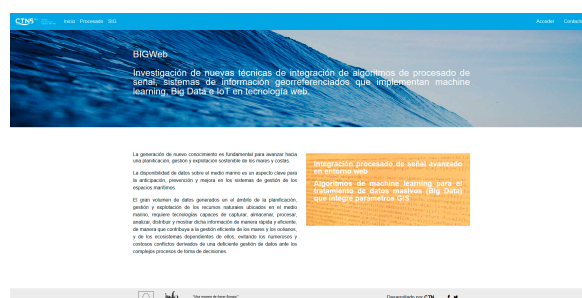 CTN
Inicio Procesado SIG
Acceder Contacto
BIGWeb
Investigación de nuevas técnicas de integración de algoritmos de procesado de
señal, sistemas de información georreferenciados que implementan machine
learning, Big Data e IoT en tecnología web.
La generación de nuevo conocimiento es fundamental para avanzar hacia
una planificación, gestión y explotación sostenible de los mares y costas.
La disponibilidad de datos sobre el medio marino es un aspecto clave para
la anticipación, prevención y mejora en los sistemas de gestión de los
espacios marítimos.
El gran volumen de datos generados en el ámbito de la planificación,
gestión y explotación de los recursos naturales ubicados en el medio
marino, requiere tecnologías capaces de capturar, almacenar, procesar,
analizar, distribuir y mostrar dicha información de manera rápida y eficiente,
de manera que contribuya a la gestión eficiente de los mares y los océanos,
y de los ecosistemas dependientes de ellos, evitando los numerosos y
costosos conflictos derivados de una deficiente gestión de datos ante los
complejos procesos de toma de decisiones.
Integración procesado de señal avanzado
en entorno web
Algoritmos de machine learning para el
tratamiento de datos masivos (Big Data)
que integre parámetros GIS
"Una manera de hacer Europa"
Desarrollado por CTN